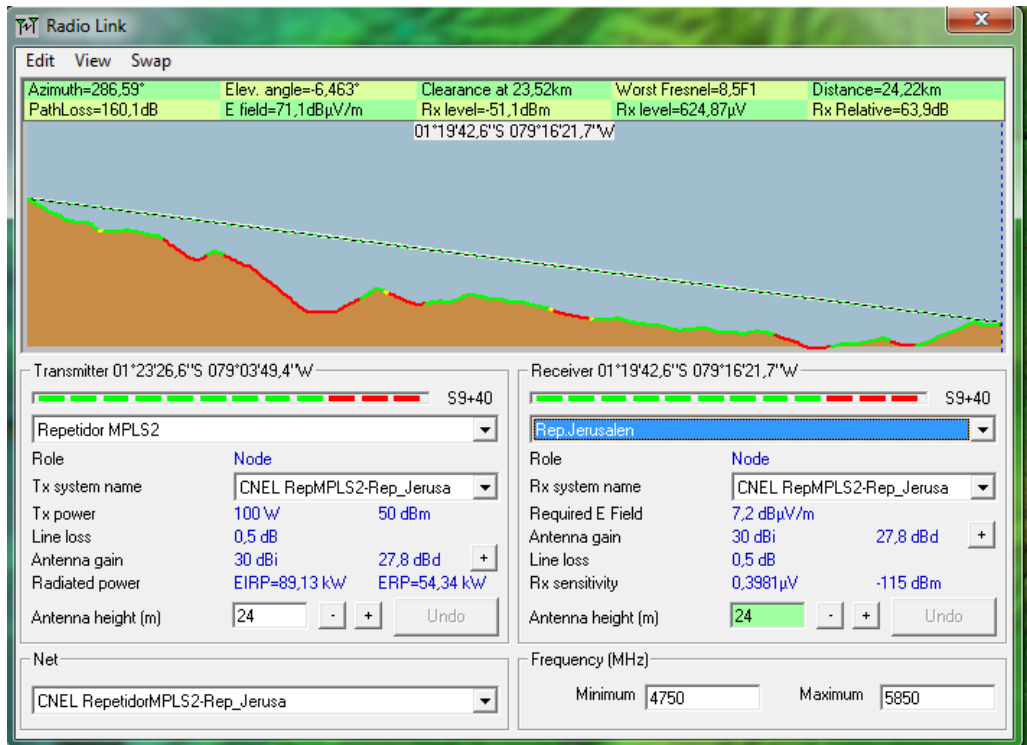 Radio Link
Edit View Swap
Azimuth=286,59° Elev. angle=-6,463° Clearance at 23,52km Worst Fresnel=8,5F1 Distance=24,22km
PathLoss=160,1dB E field=71,1dBµV/m Rx level=-51,1dBm Rx level=624,87µV Rx Relative=63,9dB
01°19'42,6''S 079°16'21,7''W
Transmitter 01°23'26,6''S 079°03'49,4''W
S9+40
Repetidor MPLS2
Role Node
Tx system name CNEL RepMPLS2-Rep_Jerusa
Tx power 100 W 50 dBm
Line loss 0,5 dB
Antenna gain 30 dBi 27,8 dBd +
Radiated power EIRP=89,13 kW ERP=54,34 kW
Antenna height (m) 24 - + Undo
Net
CNEL RepetidorMPLS2-Rep_Jerusa
Receiver 01°19'42,6''S 079°16'21,7''W
S9+40
Rep.Jerusalen
Role Node
Rx system name CNEL RepMPLS2-Rep_Jerusa
Required E Field 7,2 dBµV/m
Antenna gain 30 dBi 27,8 dBd +
Line loss 0,5 dB
Rx sensitivity 0,3981µV -115 dBm
Antenna height (m) 24 - + Undo
Frequency (MHz)
Minimum 4750 Maximum 5850